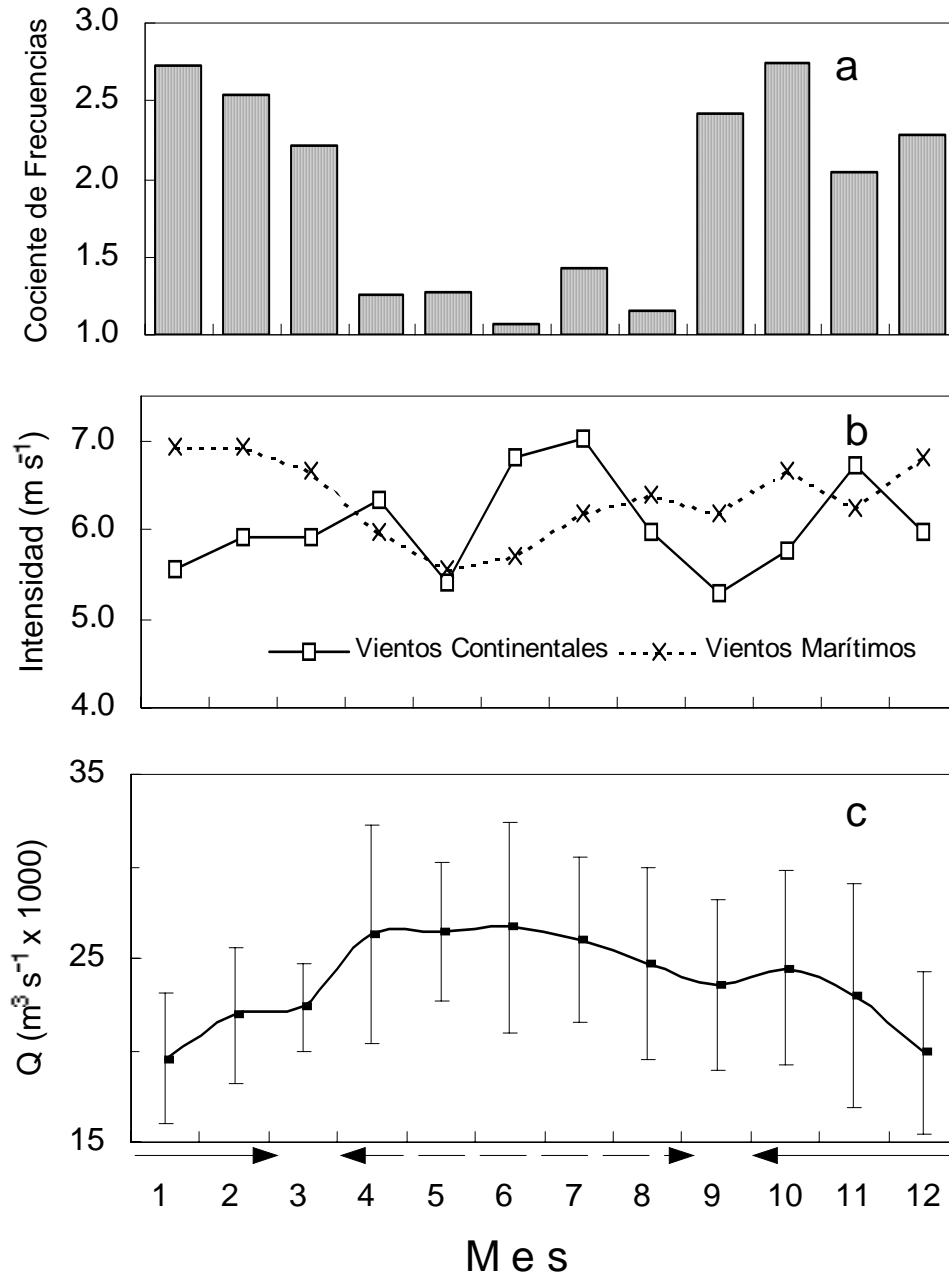 Cociente de Frecuencias
3.0
2.5
2.0
1.5
1.0
a
Intensidad (m s⁻¹)
7.0
6.0
5.0
4.0
b
Vientos Continentales
Vientos Marítimos
Q (m³ s⁻¹ x 1000)
35
25
15
c
1 2 3 4 5 6 7 8 9 10 11 12
Mes